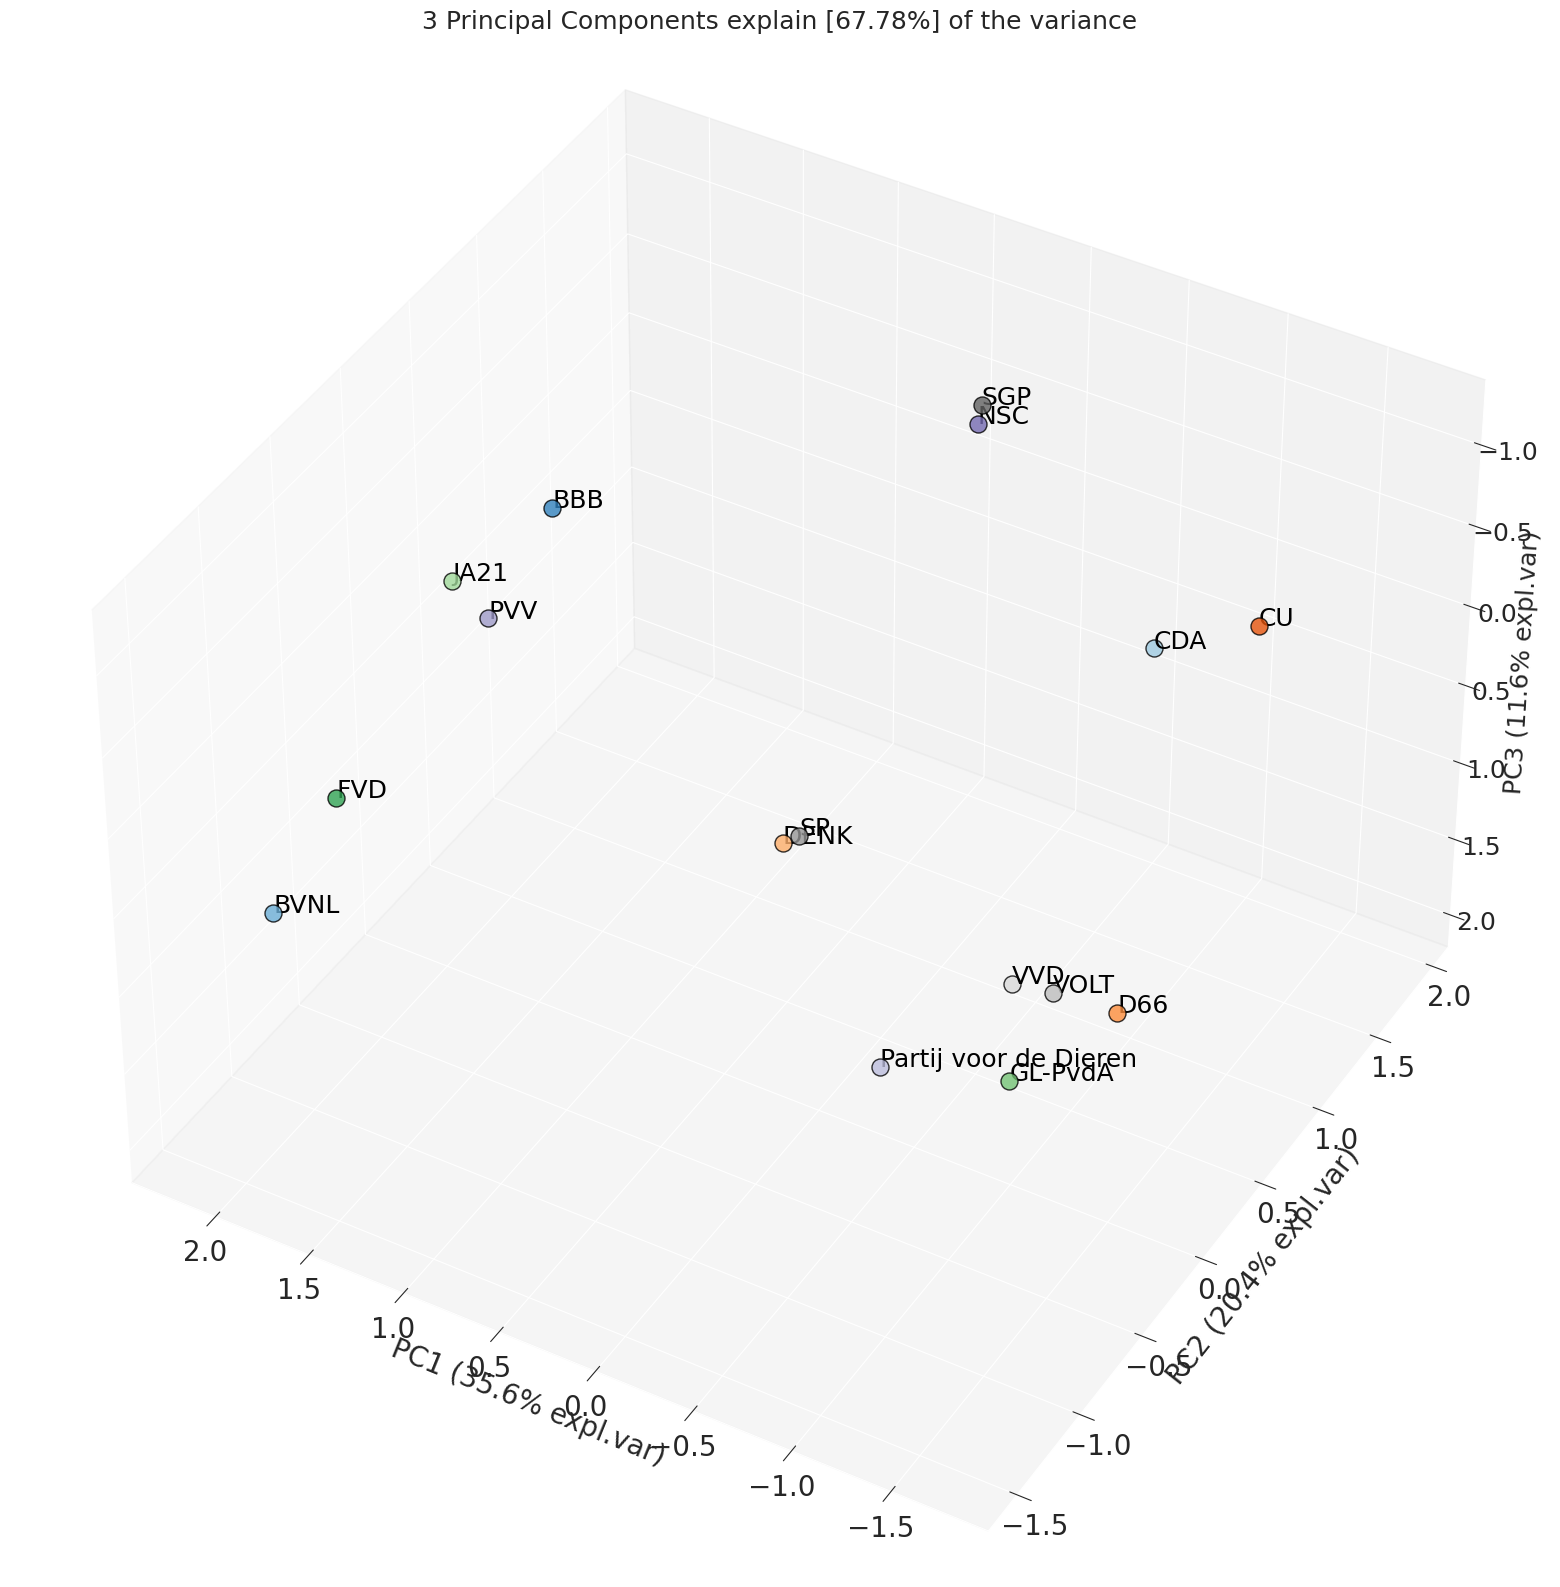 3 Principal Components explain [67.78%] of the variance
SGP
NSC
−1.0
BBB
−0.5
JA21
PVV
0.0
CU
CDA
0.5
PC3 (11.6% expl.var)
1.0
FVD
SP
DENK
1.5
BVNL
2.0
VVD
VOLT
D66
2.0
Partij voor de Dieren
GL-PvdA
1.5
1.0
0.5
0.0
PC2 (20.4% expl.var)
−0.5
−1.0
−1.5
2.0
1.5
1.0
0.5
PC1 (35.6% expl.var)
0.0
−0.5
−1.0
−1.5